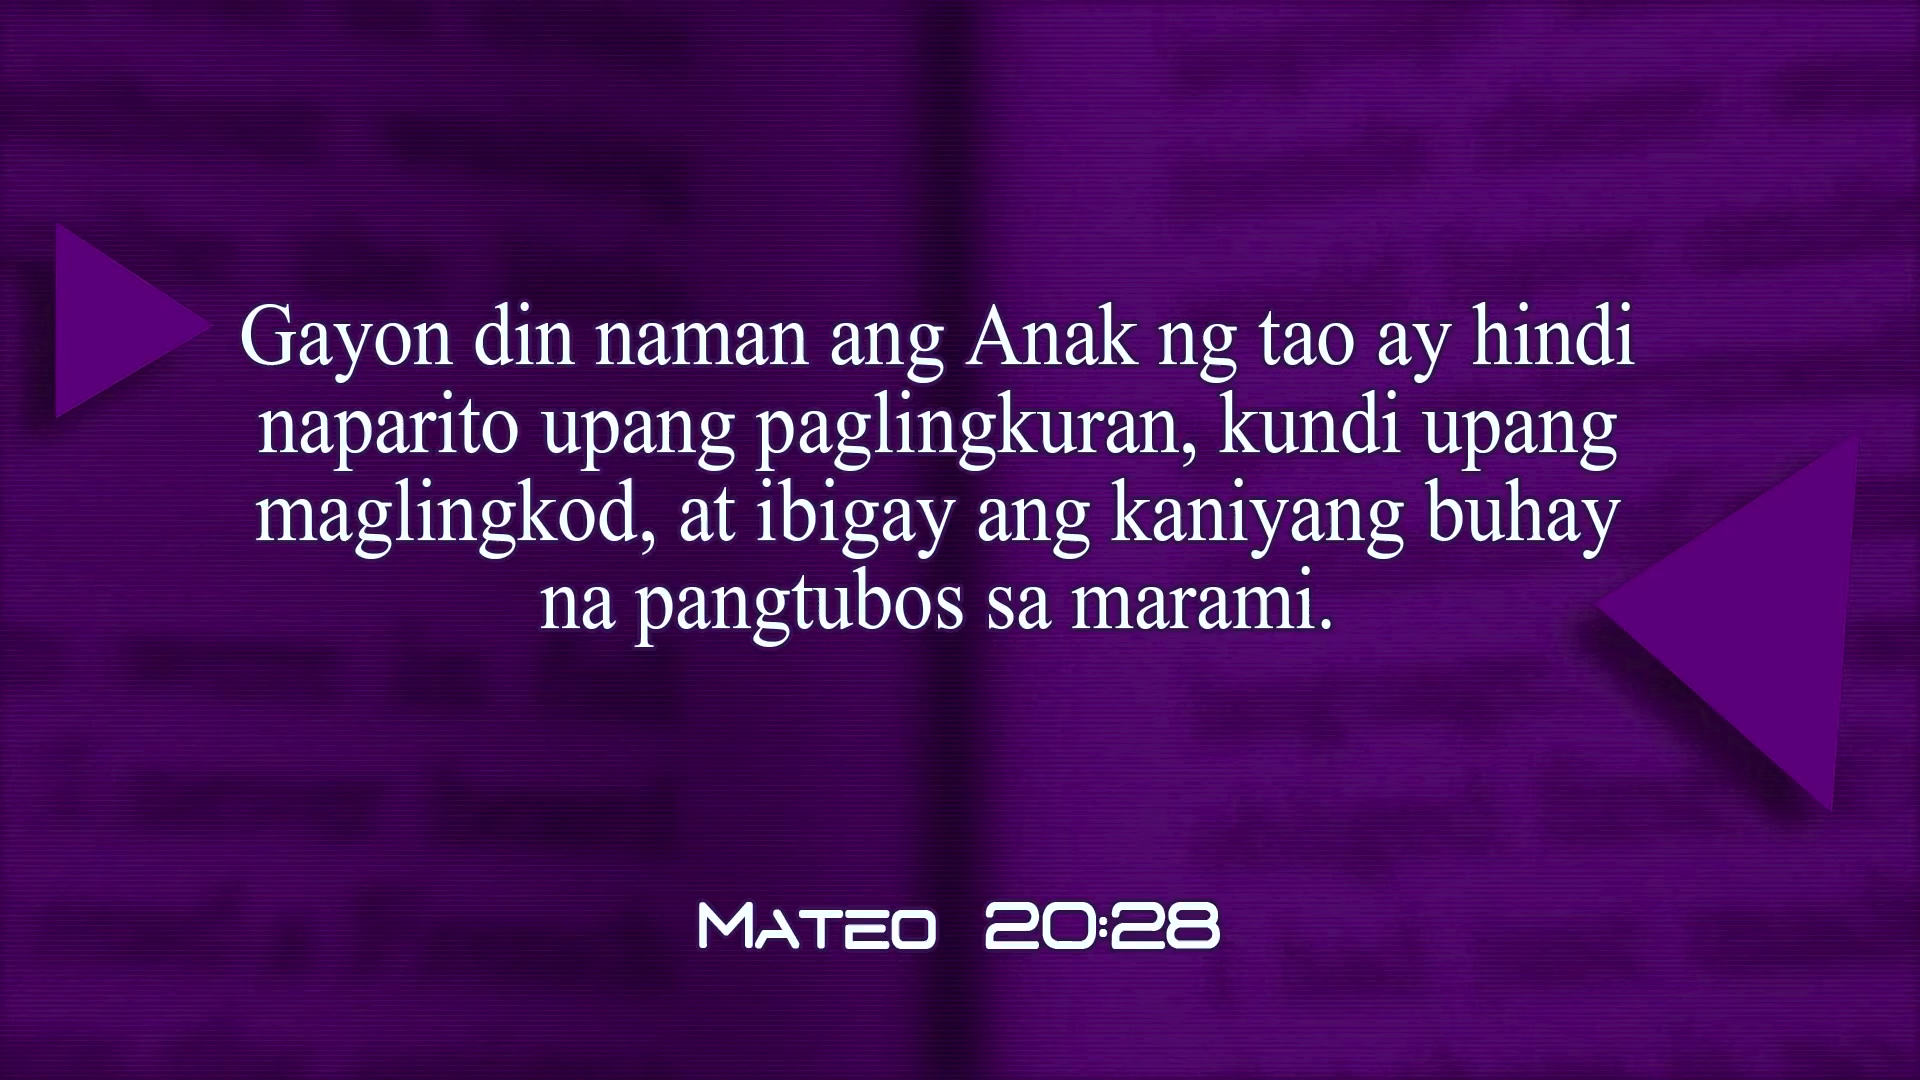 Gayon din naman ang Anak ng tao ay hindi
naparito upang paglingkuran, kundi upang
maglingkod, at ibigay ang kaniyang buhay
na pangtubos sa marami.
Mateo 20:28